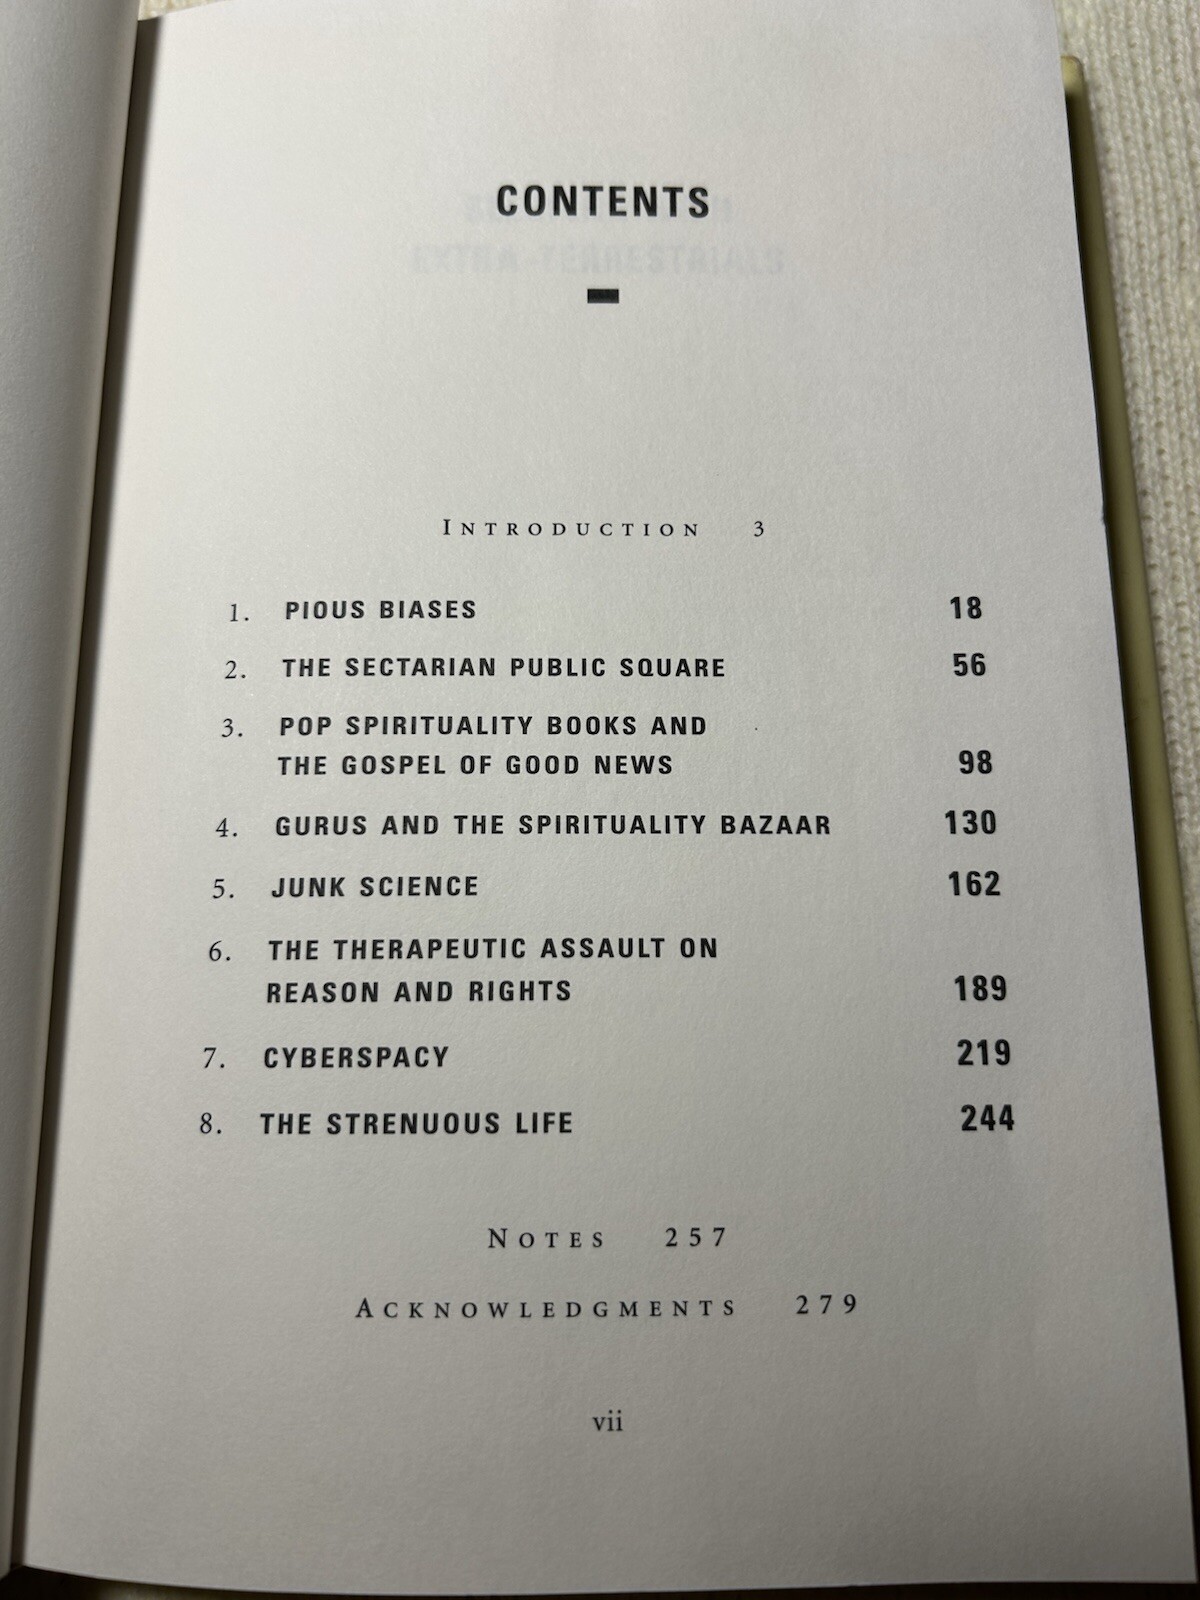 CONTENTS
EXTRA-TERRESTRIALS
INTRODUCTION 3
1. PIOUS BIASES 18
2. THE SECTARIAN PUBLIC SQUARE 56
3. POP SPIRITUALITY BOOKS AND
THE GOSPEL OF GOOD NEWS 98
4. GURUS AND THE SPIRITUALITY BAZAAR 130
5. JUNK SCIENCE 162
6. THE THERAPEUTIC ASSAULT ON
REASON AND RIGHTS 189
7. CYBERSPACY 219
8. THE STRENUOUS LIFE 244
NOTES 257
ACKNOWLEDGMENTS 279
vii